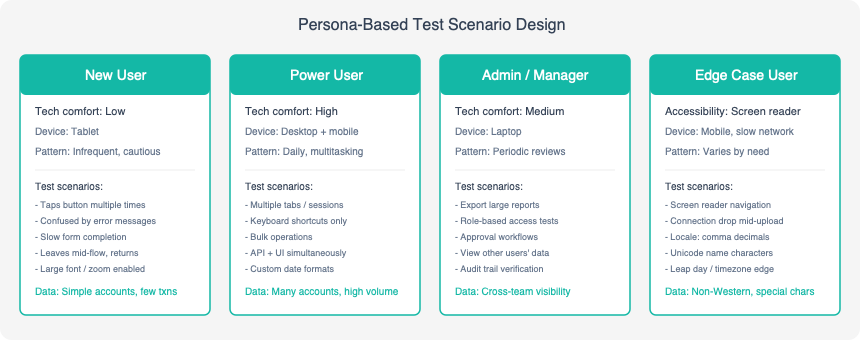 Persona-Based Test Scenario Design
New User
Tech comfort: Low
Device: Tablet
Pattern: Infrequent, cautious
Test scenarios:
- Taps button multiple times
- Confused by error messages
- Slow form completion
- Leaves mid-flow, returns
- Large font / zoom enabled
Data: Simple accounts, few txns
Power User
Tech comfort: High
Device: Desktop + mobile
Pattern: Daily, multitasking
Test scenarios:
- Multiple tabs / sessions
- Keyboard shortcuts only
- Bulk operations
- API + UI simultaneously
- Custom date formats
Data: Many accounts, high volume
Admin / Manager
Tech comfort: Medium
Device: Laptop
Pattern: Periodic reviews
Test scenarios:
- Export large reports
- Role-based access tests
- Approval workflows
- View other users' data
- Audit trail verification
Data: Cross-team visibility
Edge Case User
Accessibility: Screen reader
Device: Mobile, slow network
Pattern: Varies by need
Test scenarios:
- Screen reader navigation
- Connection drop mid-upload
- Locale: comma decimals
- Unicode name characters
- Leap day / timezone edge
Data: Non-Western, special chars